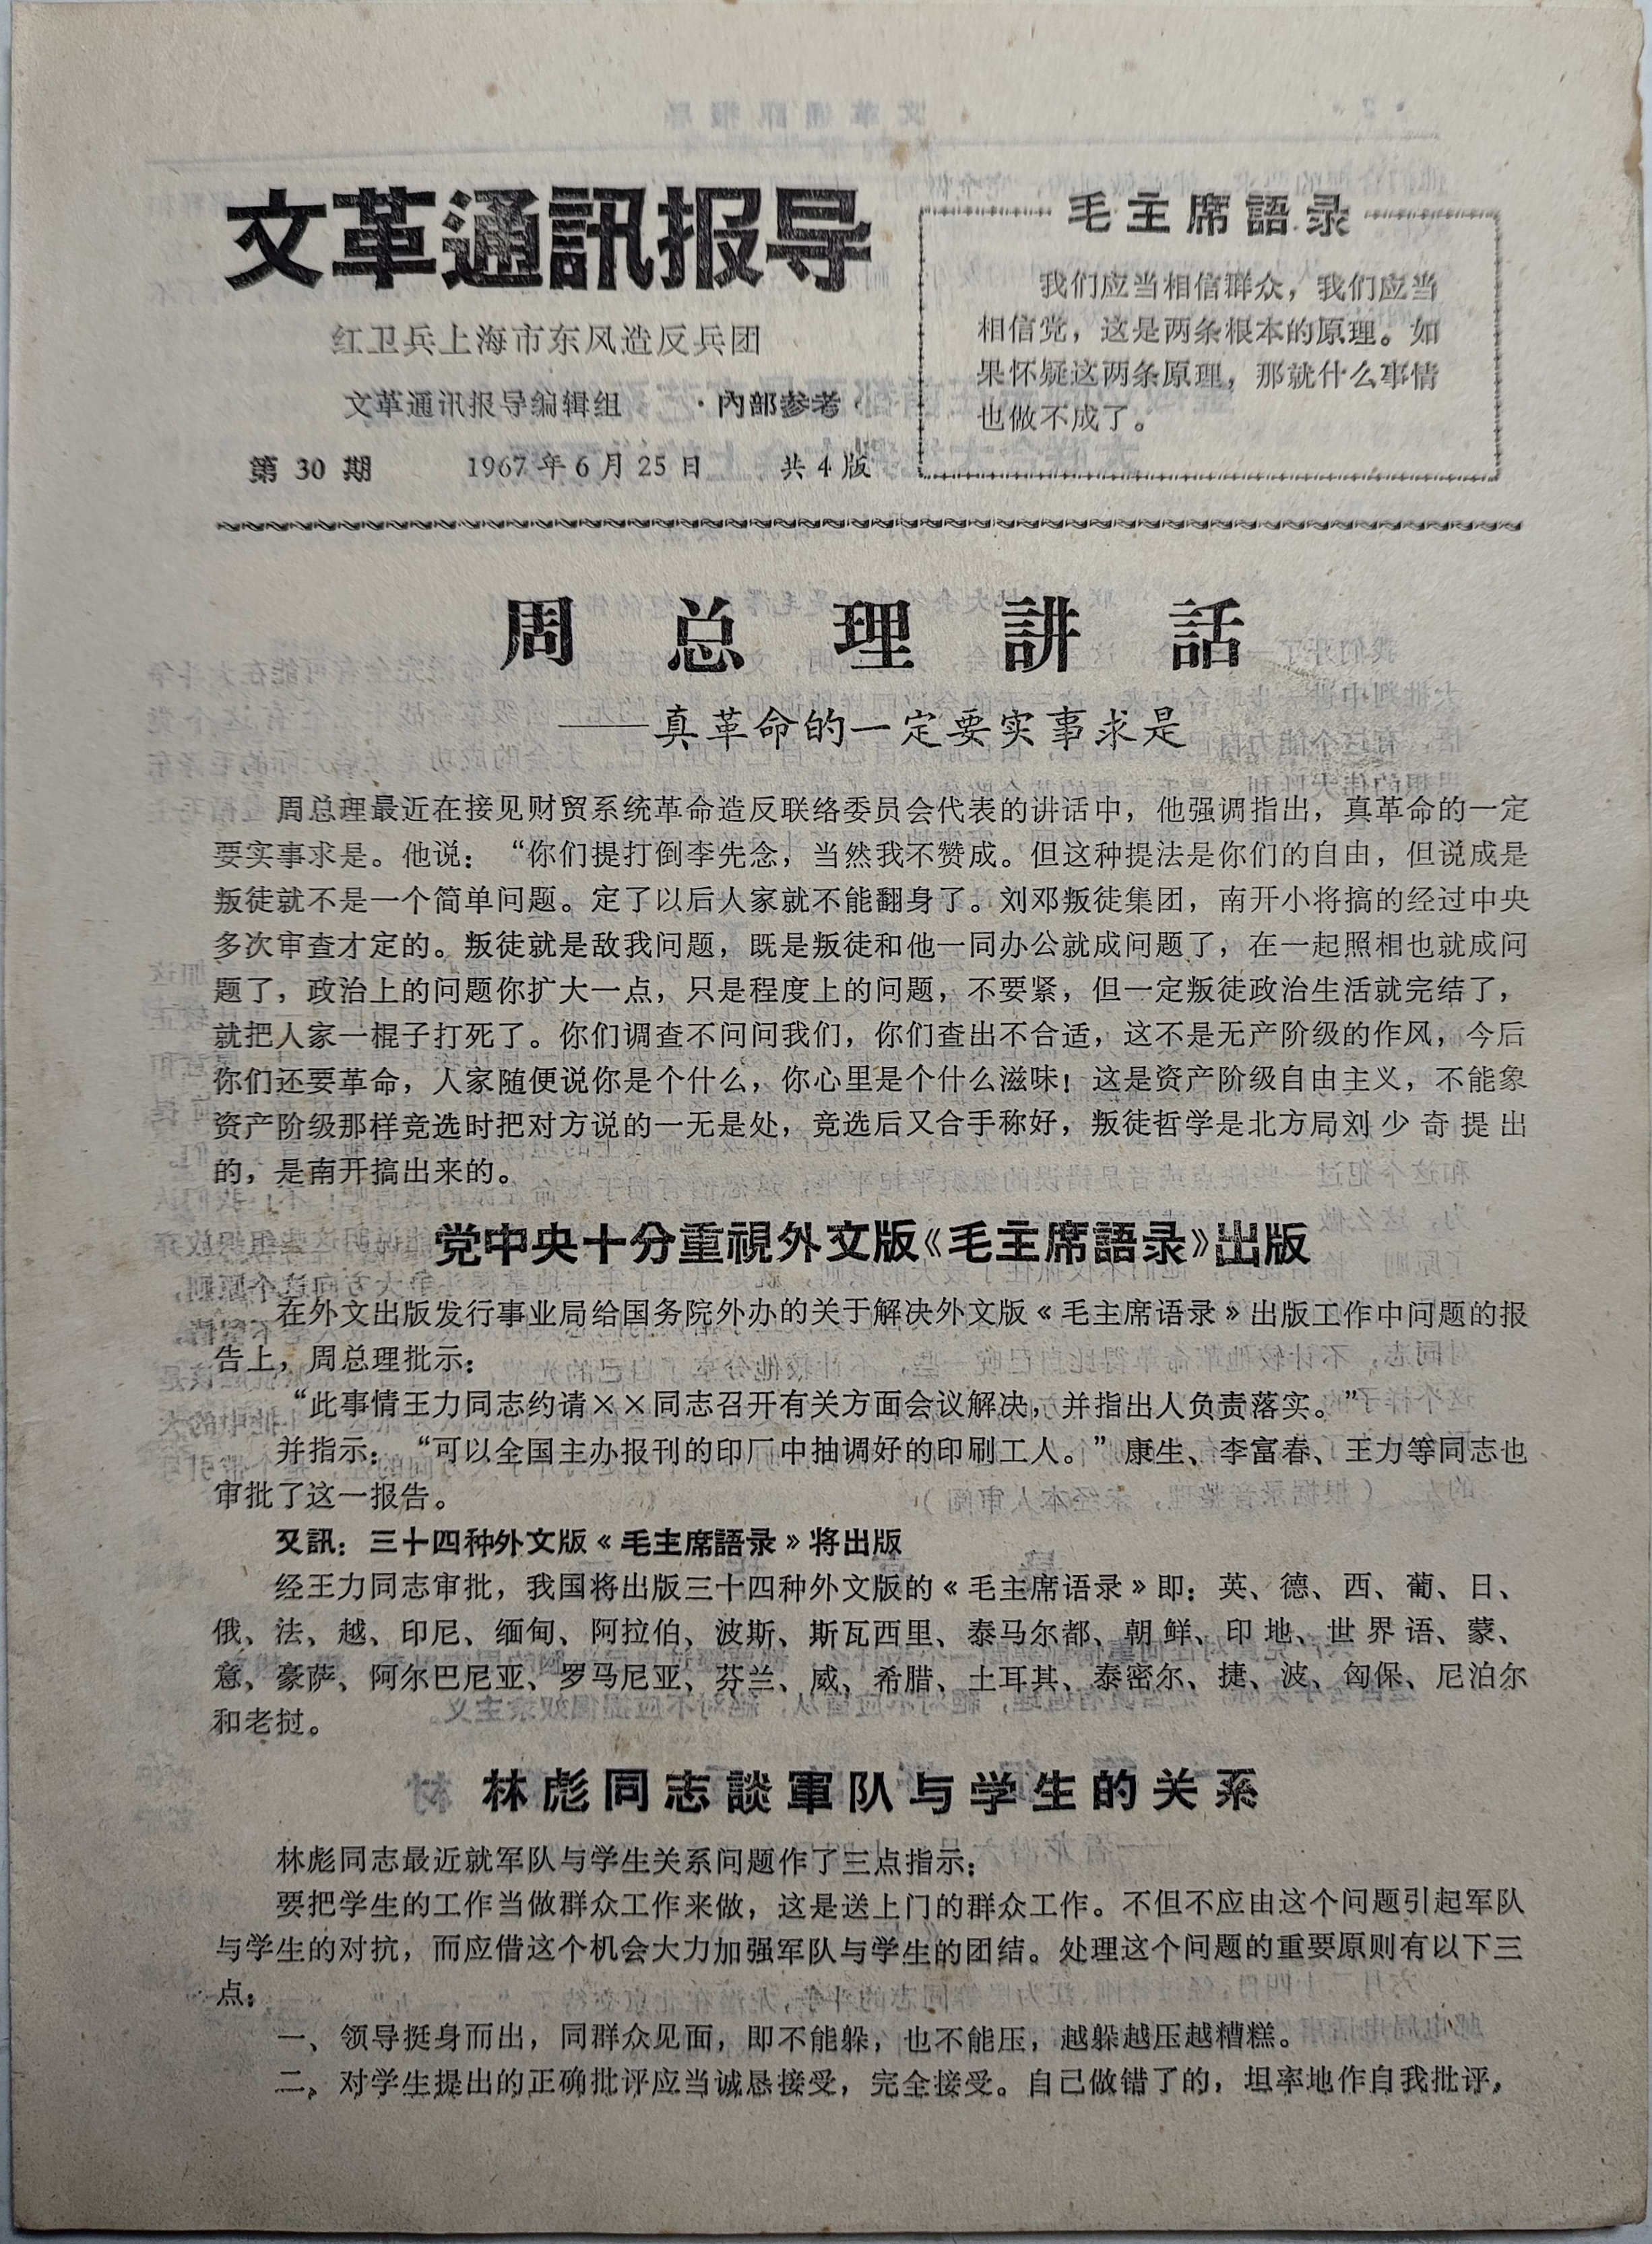 文革通訊报导
红卫兵上海市东风造反兵团
文革通讯报导编辑组 ·內部参考·
第 30 期 1967年6月25日 共4版
毛主席語录
我们应当相信群众，我们应当
相信党，这是两条根本的原理。如
果怀疑这两条原理，那就什么事情
也做不成了。
周总理講話
——真革命的一定要实事求是
周总理最近在接见财贸系统革命造反联络委员会代表的讲话中，他强调指出，真革命的一定
要实事求是。他说：“你们提打倒李先念，当然我不赞成。但这种提法是你们的自由，但说成是
叛徒就不是一个简单问题。定了以后人家就不能翻身了。刘邓叛徒集团，南开小将搞的经过中央
多次审查才定的。叛徒就是敌我问题，既是叛徒和他一同办公就成问题了，在一起照相也就成问
题了，政治上的问题你扩大一点，只是程度上的问题，不要紧，但一定叛徒政治生活就完结了，
就把人家一棍子打死了。你们调查不问问我们，你们查出不合适，这不是无产阶级的作风，今后
你们还要革命，人家随便说你是个什么，你心里是个什么滋味！这是资产阶级自由主义，不能象
资产阶级那样竞选时把对方说的一无是处，竞选后又合手称好，叛徒哲学是北方局刘少奇提出
的，是南开搞出来的。
党中央十分重視外文版《毛主席語录》出版
在外文出版发行事业局给国务院外办的关于解决外文版《毛主席语录》出版工作中问题的报
告上，周总理批示：
“此事情王力同志约请××同志召开有关方面会议解决，并指出人负责落实。”
并指示：“可以全国主办报刊的印厂中抽调好的印刷工人。”康生、李富春、王力等同志也
审批了这一报告。
又訊：三十四种外文版《毛主席語录》将出版
经王力同志审批，我国将出版三十四种外文版的《毛主席语录》即：英、德、西、葡、日、
俄、法、越、印尼、缅甸、阿拉伯、波斯、斯瓦西里、泰马尔都、朝鲜、印地、世界语、蒙、
意、豪萨、阿尔巴尼亚、罗马尼亚、芬兰、威、希腊、土耳其、泰密尔、捷、波、匈保、尼泊尔
和老挝。
林彪同志談軍队与学生的关系
林彪同志最近就军队与学生关系问题作了三点指示：
要把学生的工作当做群众工作来做，这是送上门的群众工作。不但不应由这个问题引起军队
与学生的对抗，而应借这个机会大力加强军队与学生的团结。处理这个问题的重要原则有以下三
点：
一、领导挺身而出，同群众见面，即不能躲，也不能压，越躲越压越糟糕。
二、对学生提出的正确批评应当诚恳接受，完全接受。自己做错了的，坦率地作自我批评，